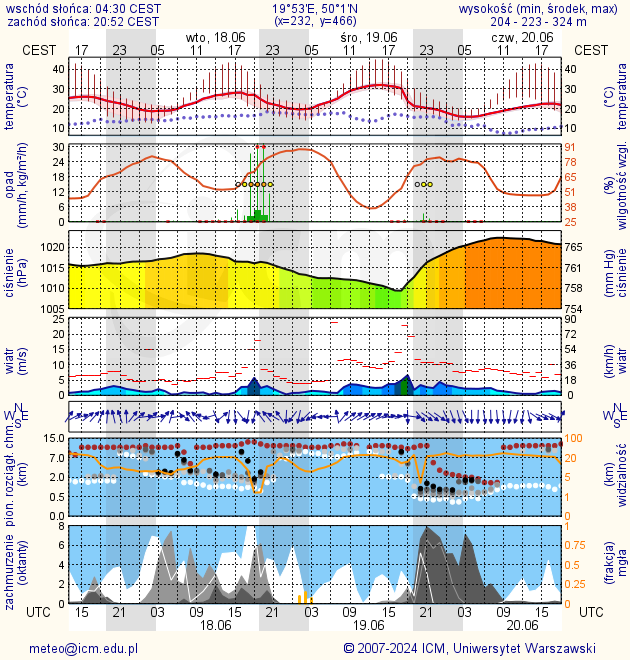 wschód słońca: 04:30 CEST 19°53'E, 50°1'N wysokość (min, środek, max)
zachód słońca: 20:52 CEST (x=232, y=466) 204 - 223 - 324 m
wto, 18.06 śro, 19.06 czw, 20.06
CEST 17 23 05 11 17 23 05 11 17 23 05 11 17 CEST
temperatura (°C)
40 30 20 10
40 30 20 10
temperatura (°C)
opad (mm/h, kg/m²/h)
30 24 18 12 6 0
91 78 65 51 38 25
(%) wilgotność wzgl.
ciśnienie (hPa)
1020 1015 1010 1005
765 761 758 754
(mm Hg) ciśnienie
wiatr (m/s)
25 20 15 10 5 0
90 72 54 36 18 0
(km/h) wiatr
N W E S
N W E S
pion. rozciągł. chm. (km)
15.0 7.0 2.0 0.5 0.0
100 20 5 1 0
(km) widzialność
zachmurzenie (oktanty)
8 6 4 2 0
1 0.75 0.5 0.25 0
(frakcja) mgła
UTC 15 21 03 09 15 21 03 09 15 21 03 09 15 UTC
18.06 19.06 20.06
meteo@icm.edu.pl © 2007-2024 ICM, Uniwersytet Warszawski